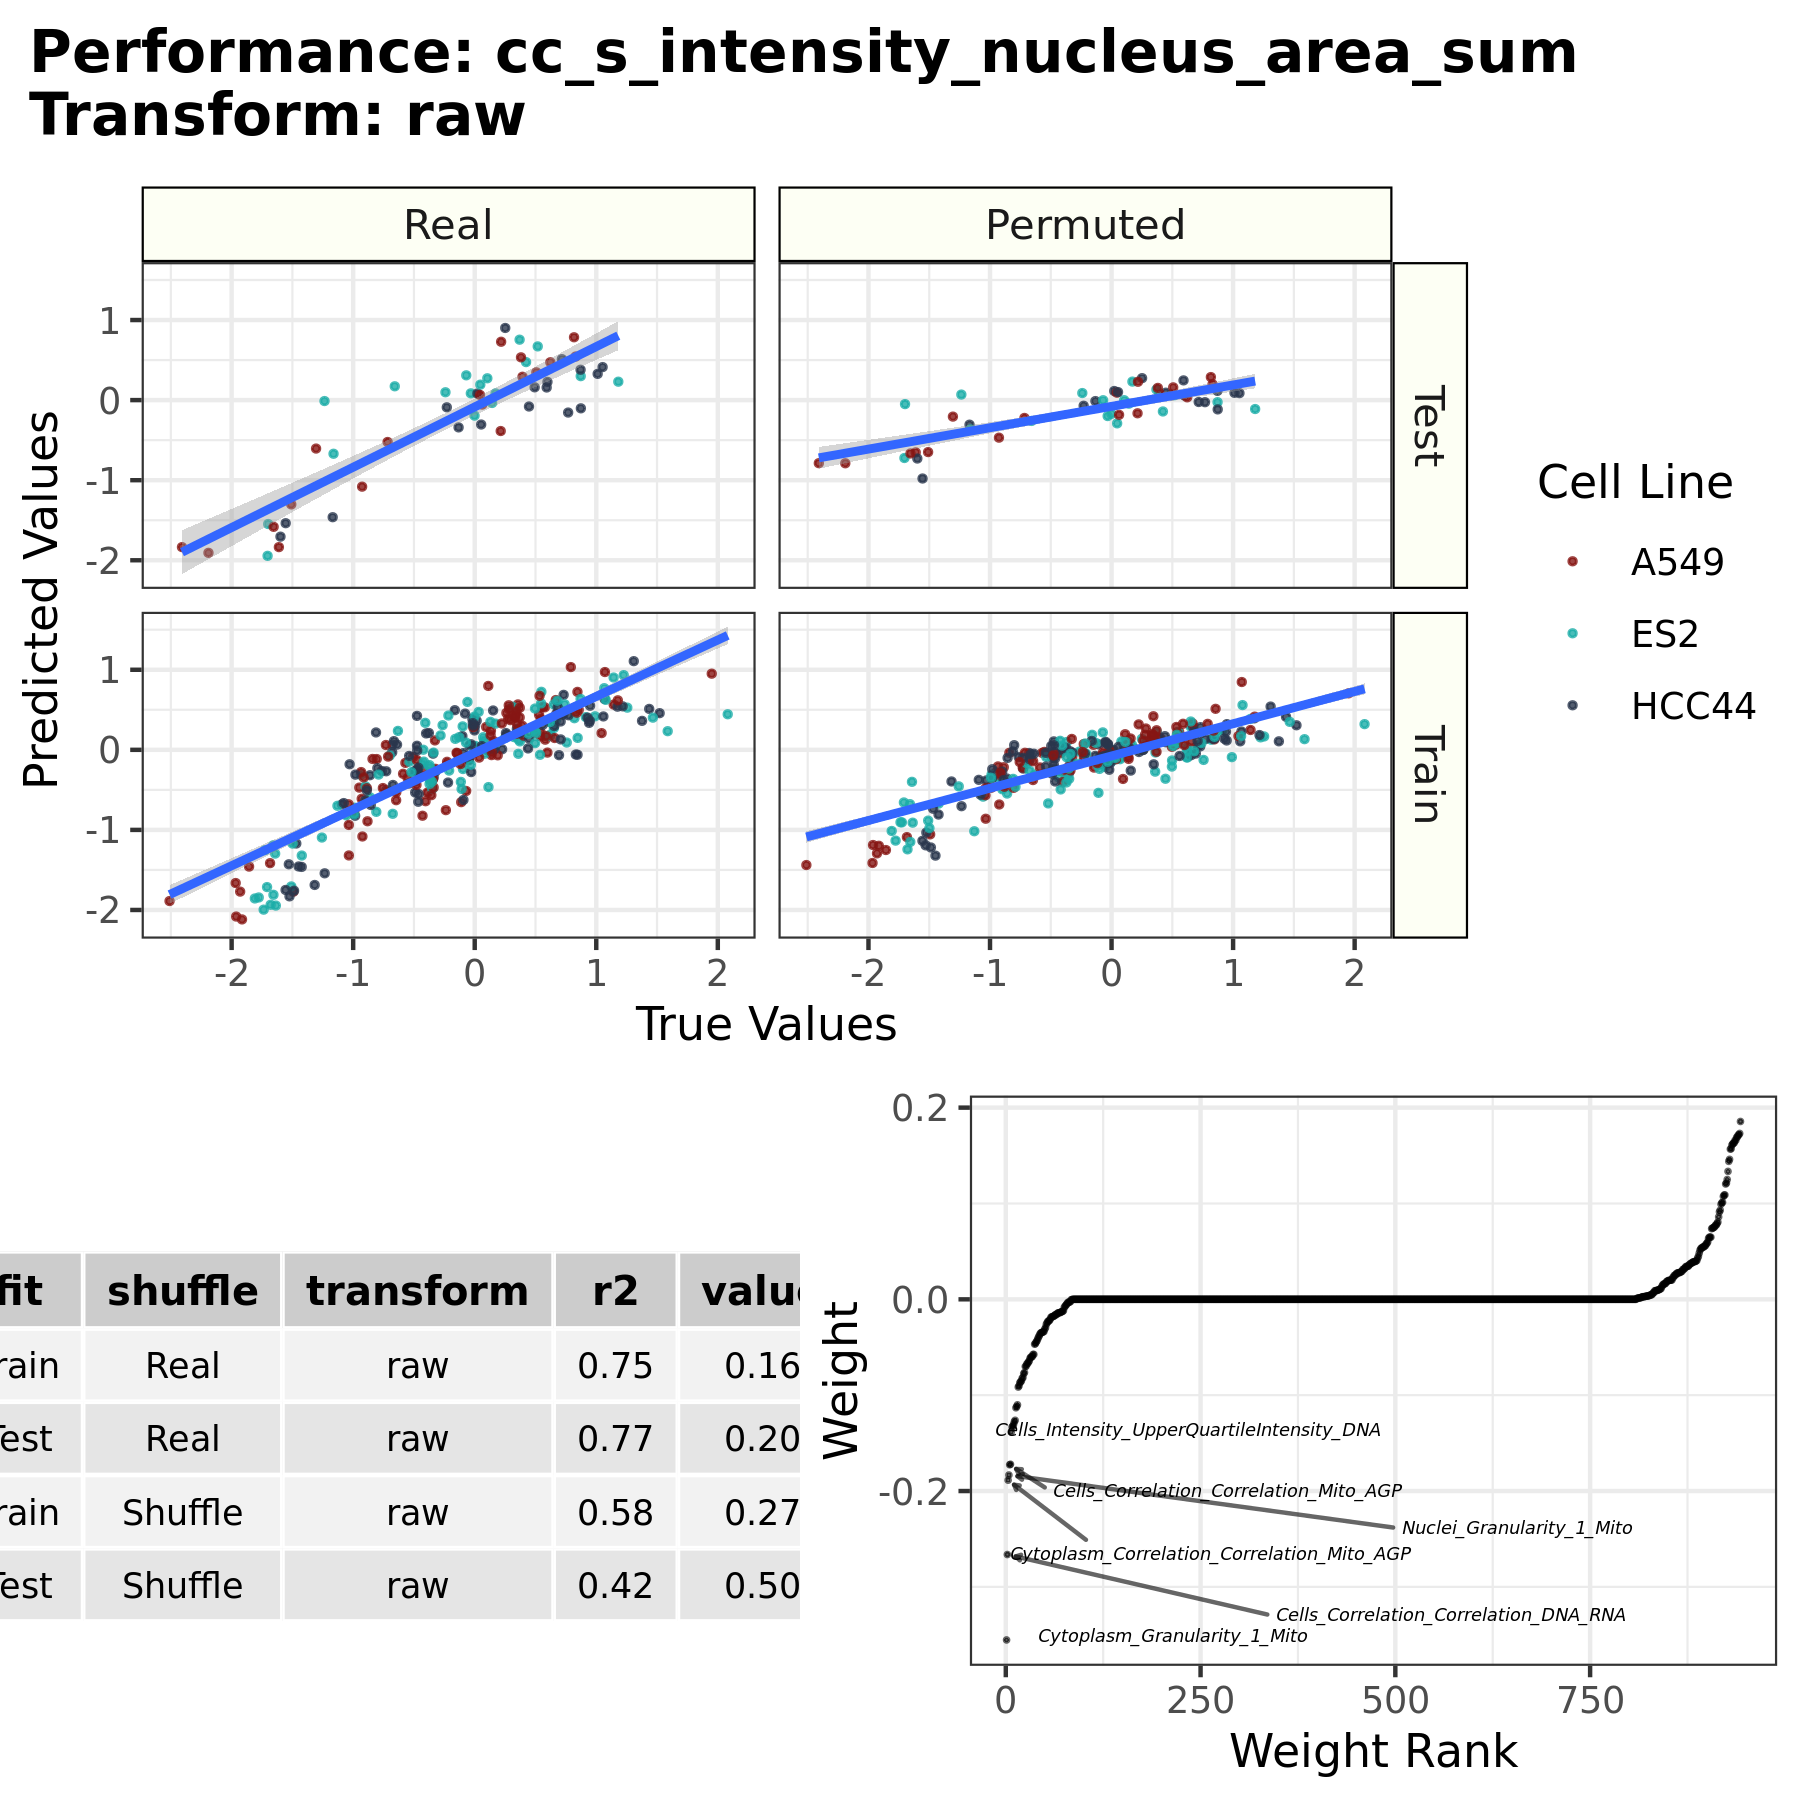 Performance: cc_s_intensity_nucleus_area_sum
Transform: raw
Real
Permuted
1
0
-1
-2
Test
1
0
-1
-2
Train
-2
-1
0
1
2
-2
-1
0
1
2
Predicted Values
True Values
Cell Line
A549
ES2
HCC44
fit shuffle transform r2 valu
rain Real raw 0.75 0.16
Test Real raw 0.77 0.20
rain Shuffle raw 0.58 0.27
Test Shuffle raw 0.42 0.50
Weight
0.2
0.0
-0.2
Cells_Intensity_UpperQuartileIntensity_DNA
Cells_Correlation_Correlation_Mito_AGP
Nuclei_Granularity_1_Mito
Cytoplasm_Correlation_Correlation_Mito_AGP
Cells_Correlation_Correlation_DNA_RNA
Cytoplasm_Granularity_1_Mito
0
250
500
750
Weight Rank